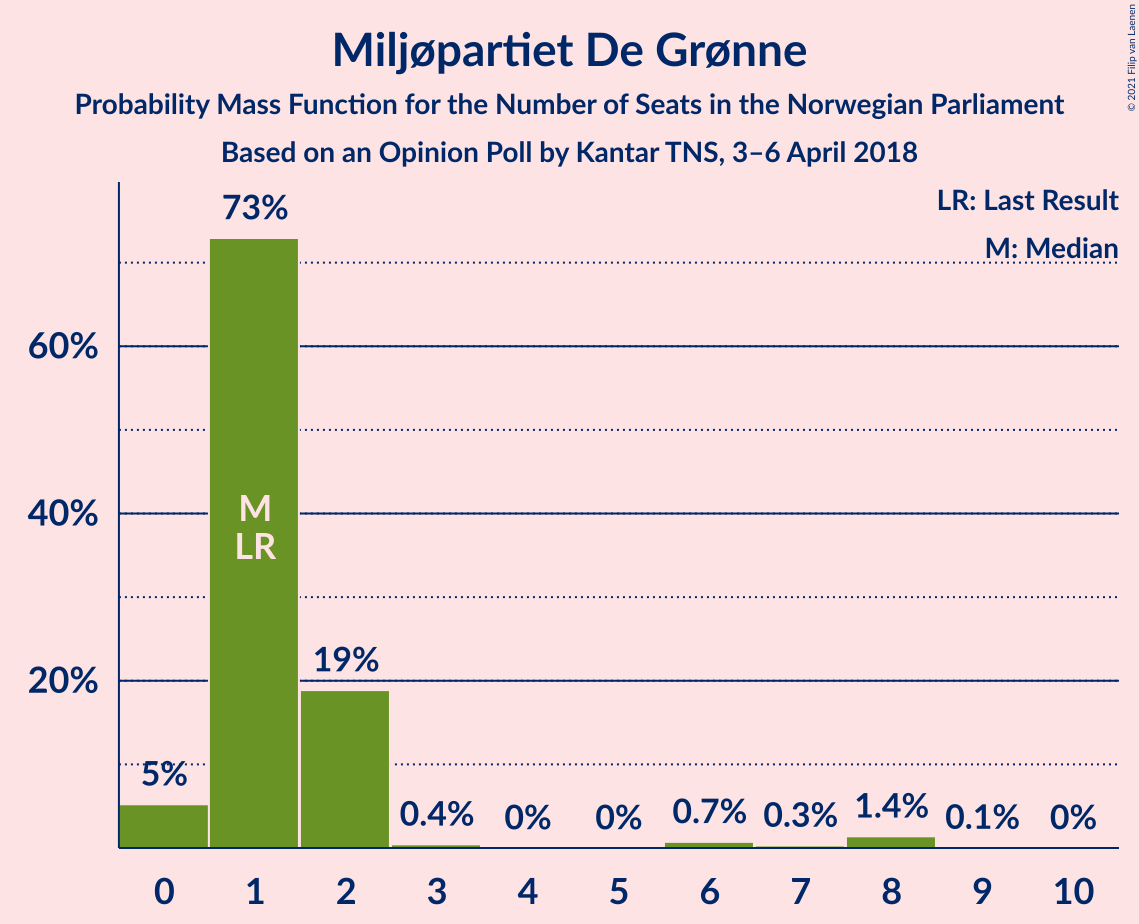 Miljøpartiet De Grønne
Probability Mass Function for the Number of Seats in the Norwegian Parliament
Based on an Opinion Poll by Kantar TNS, 3–6 April 2018
© 2021 Filip van Laenen
LR: Last Result
M: Median
60%
40%
20%
5%
73%
M
LR
19%
0.4%
0%
0%
0.7%
0.3%
1.4%
0.1%
0%
0 1 2 3 4 5 6 7 8 9 10